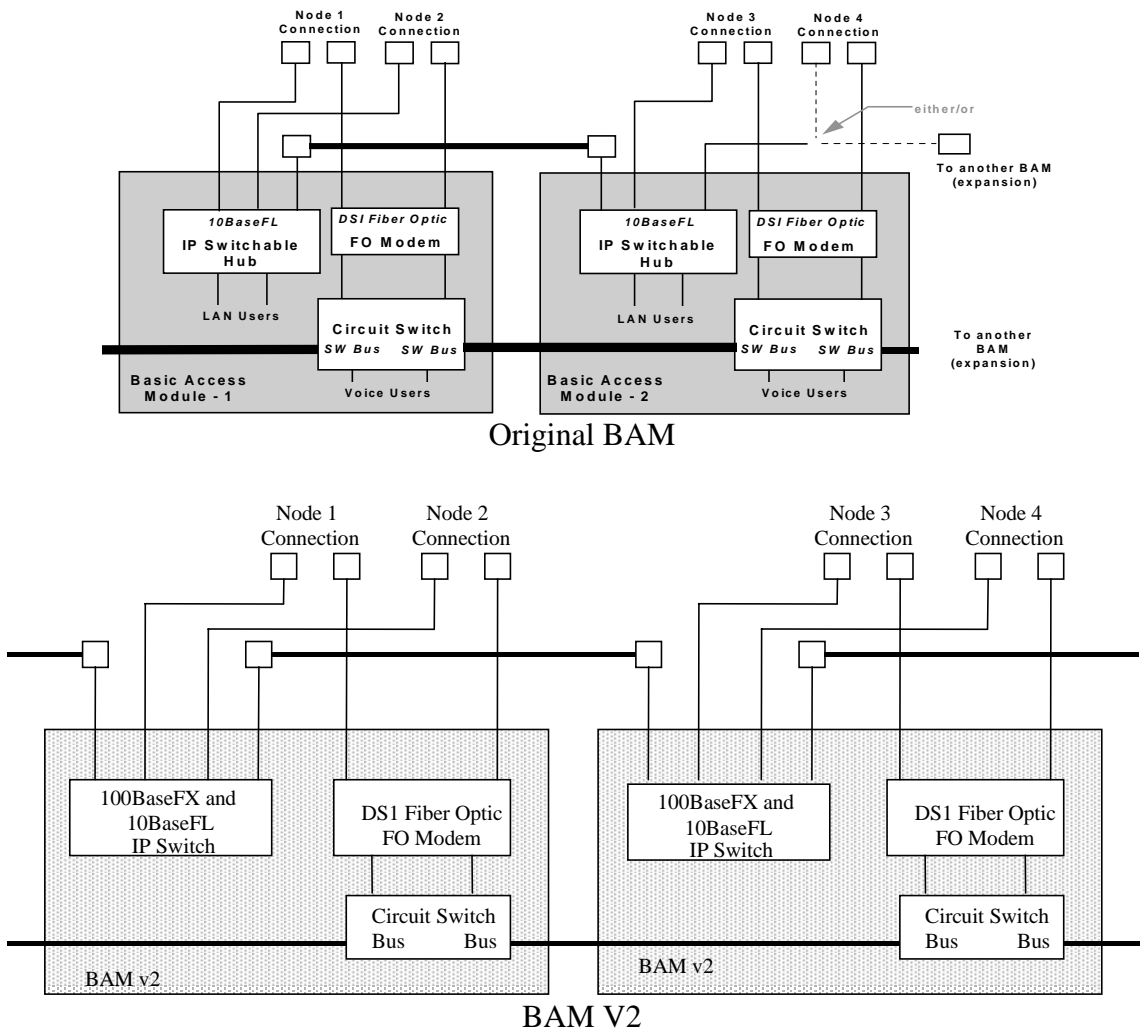 Node 1
Connection
Node 2
Connection
Node 3
Connection
Node 4
Connection
either/or
To another BAM
(expansion)
10BaseFL
IP Switchable
Hub
DSI Fiber Optic
FO Modem
LAN Users
Circuit Switch
SW Bus SW Bus
Voice Users
Basic Access
Module - 1
10BaseFL
IP Switchable
Hub
DSI Fiber Optic
FO Modem
LAN Users
Circuit Switch
SW Bus SW Bus
Voice Users
Basic Access
Module - 2
To another
BAM
(expansion)
Original BAM
Node 1
Connection
Node 2
Connection
Node 3
Connection
Node 4
Connection
100BaseFX and
10BaseFL
IP Switch
DS1 Fiber Optic
FO Modem
Circuit Switch
Bus Bus
BAM v2
100BaseFX and
10BaseFL
IP Switch
DS1 Fiber Optic
FO Modem
Circuit Switch
Bus Bus
BAM v2
BAM V2